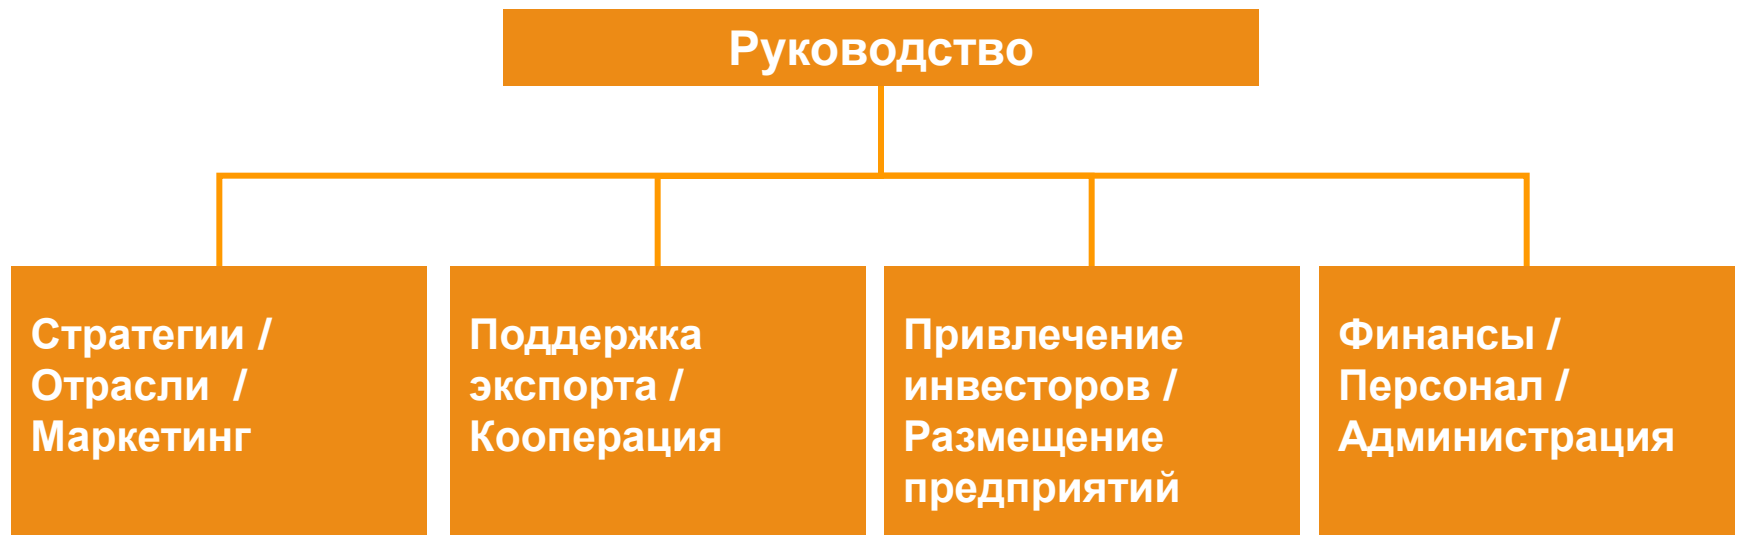 Руководство
Стратегии /
Отрасли /
Маркетинг
Поддержка
экспорта /
Кооперация
Привлечение
инвесторов /
Размещение
предприятий
Финансы /
Персонал /
Администрация